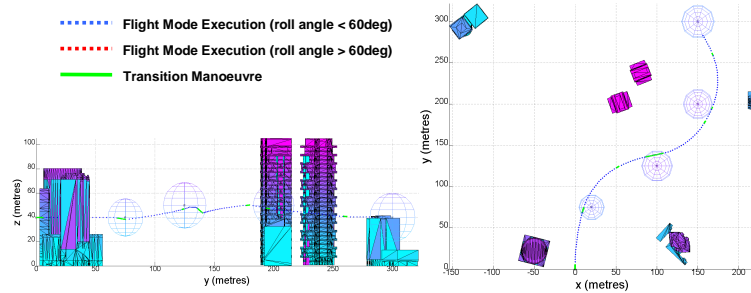 Flight Mode Execution (roll angle < 60deg)
Flight Mode Execution (roll angle > 60deg)
Transition Manoeuvre
100
80
60
40
20
0
z (metres)
0 50 100 150 200 250 300
y (metres)
300
250
200
150
100
50
0
y (metres)
-150 -100 -50 0 50 100 150 200
x (metres)